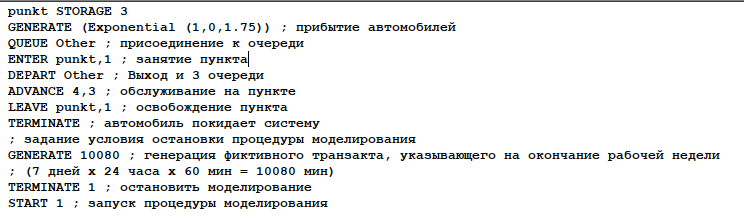 punkt STORAGE 3
GENERATE (Exponential (1,0,1.75)) ; прибытие автомобилей
QUEUE Other ; присоединение к очереди
ENTER punkt,1 ; занятие пункта
DEPART Other ; Выход и 3 очереди
ADVANCE 4,3 ; обслуживание на пункте
LEAVE punkt,1 ; освобождение пункта
TERMINATE ; автомобиль покидает систему
; задание условия остановки процедуры моделирования
GENERATE 10080 ; генерация фиктивного транзакта, указывающего на окончание рабочей недели
; (7 дней х 24 часа х 60 мин = 10080 мин)
TERMINATE 1 ; остановить моделирование
START 1 ; запуск процедуры моделирования